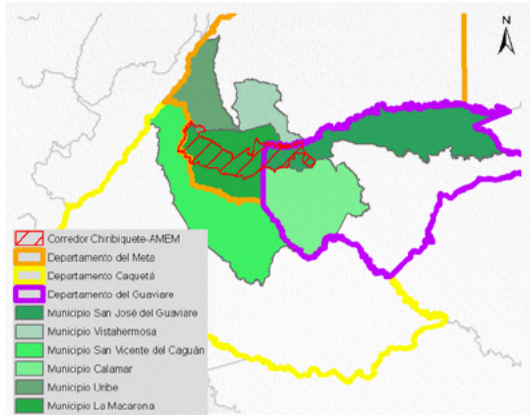 N
Corredor Chiribiquete-AMEM
Departamento del Meta
Departamento Caquetá
Departamento del Guaviare
Municipio San José del Guaviare
Municipio Vistahermosa
Municipio San Vicente del Caguán
Municipio Calamar
Municipio Uribe
Municipio La Macarona